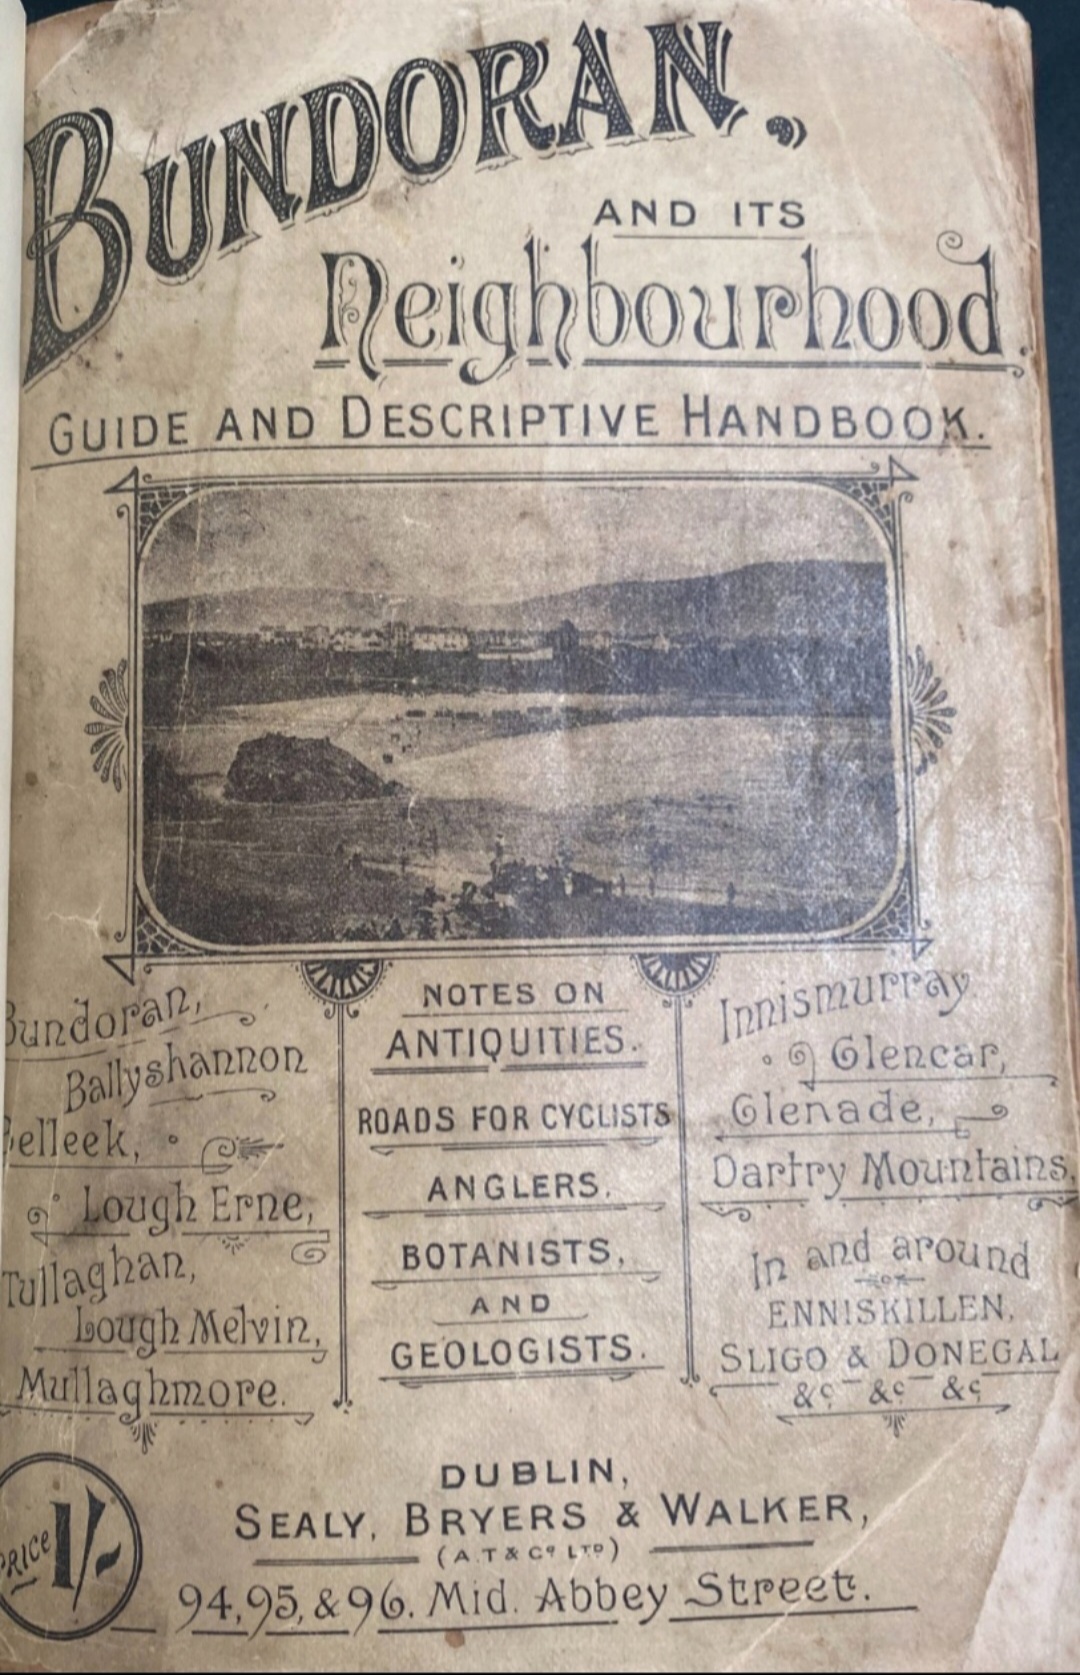 BUNDORAN,
AND ITS
Neighbourhood.
GUIDE AND DESCRIPTIVE HANDBOOK.
Bundoran,
Ballyshannon
Belleek,
Lough Erne,
Tullaghan,
Lough Melvin,
Mullaghmore.
NOTES ON
ANTIQUITIES.
ROADS FOR CYCLISTS
ANGLERS.
BOTANISTS,
AND
GEOLOGISTS.
Innismurray
Glencar,
Glenade,
Dartry Mountains,
In and around
ENNISKILLEN,
SLIGO & DONEGAL
&c &c &c
PRICE 1/-
DUBLIN,
SEALY, BRYERS & WALKER,
(A.T & Co LTD)
94, 95, & 96. Mid. Abbey Street.